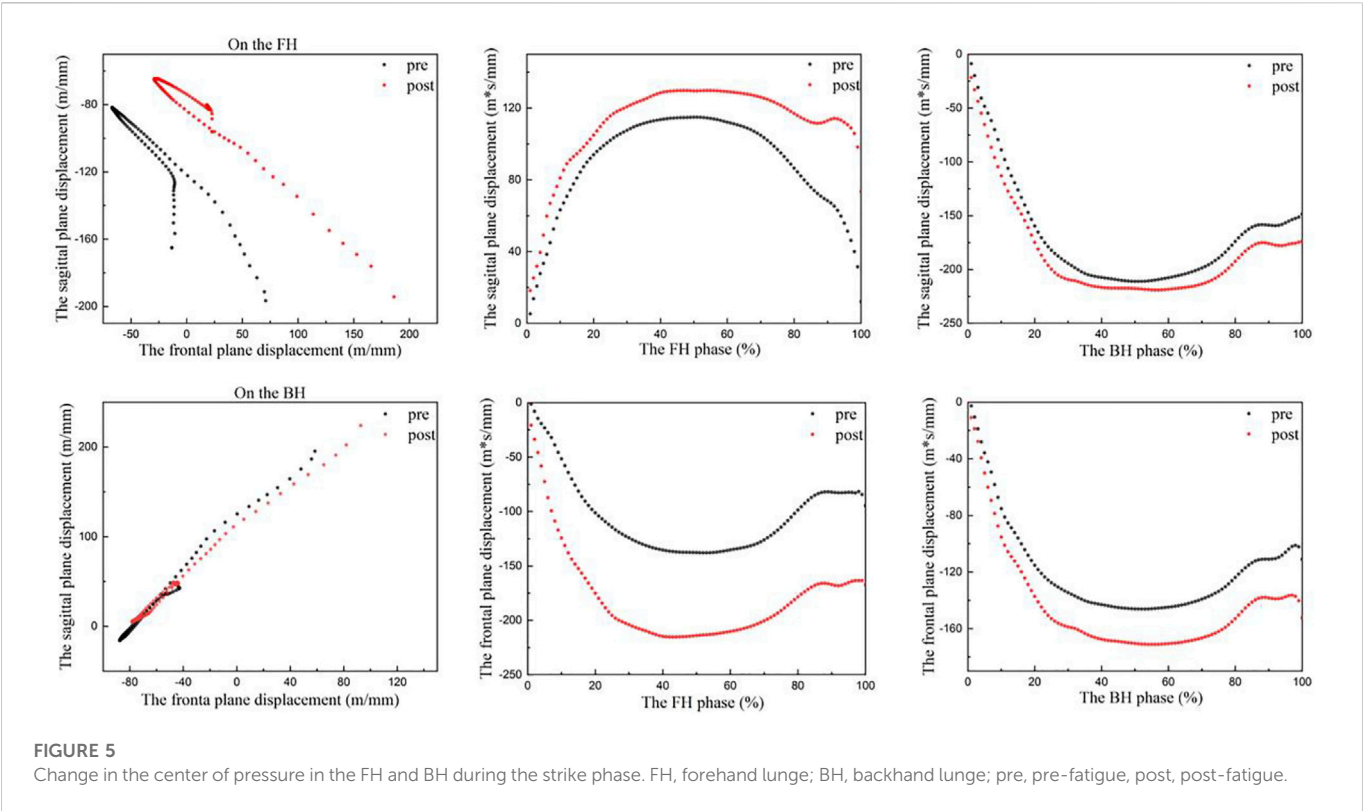 On the FH
The sagittal plane displacement (m/mm)
-80
-120
-160
-200
-50 0 50 100 150 200
The frontal plane displacement (m/mm)
pre
post
The sagittal plane displacement (m*s/mm)
120
80
40
0
0 20 40 60 80 100
The FH phase (%)
pre
post
The sagittal plane displacement (m*s/mm)
0
-50
-100
-150
-200
-250
0 20 40 60 80 100
The BH phase (%)
pre
post
On the BH
The sagittal plane displacement (m/mm)
200
100
0
-80 -40 0 40 80 120
The fronta plane displacement (m/mm)
pre
post
The frontal plane displacement (m*s/mm)
0
-50
-100
-150
-200
-250
0 20 40 60 80 100
The FH phase (%)
pre
post
The frontal plane displacement (m*s/mm)
0
-40
-80
-120
-160
0 20 40 60 80 100
The BH phase (%)
pre
post
FIGURE 5
Change in the center of pressure in the FH and BH during the strike phase. FH, forehand lunge; BH, backhand lunge; pre, pre-fatigue, post, post-fatigue.